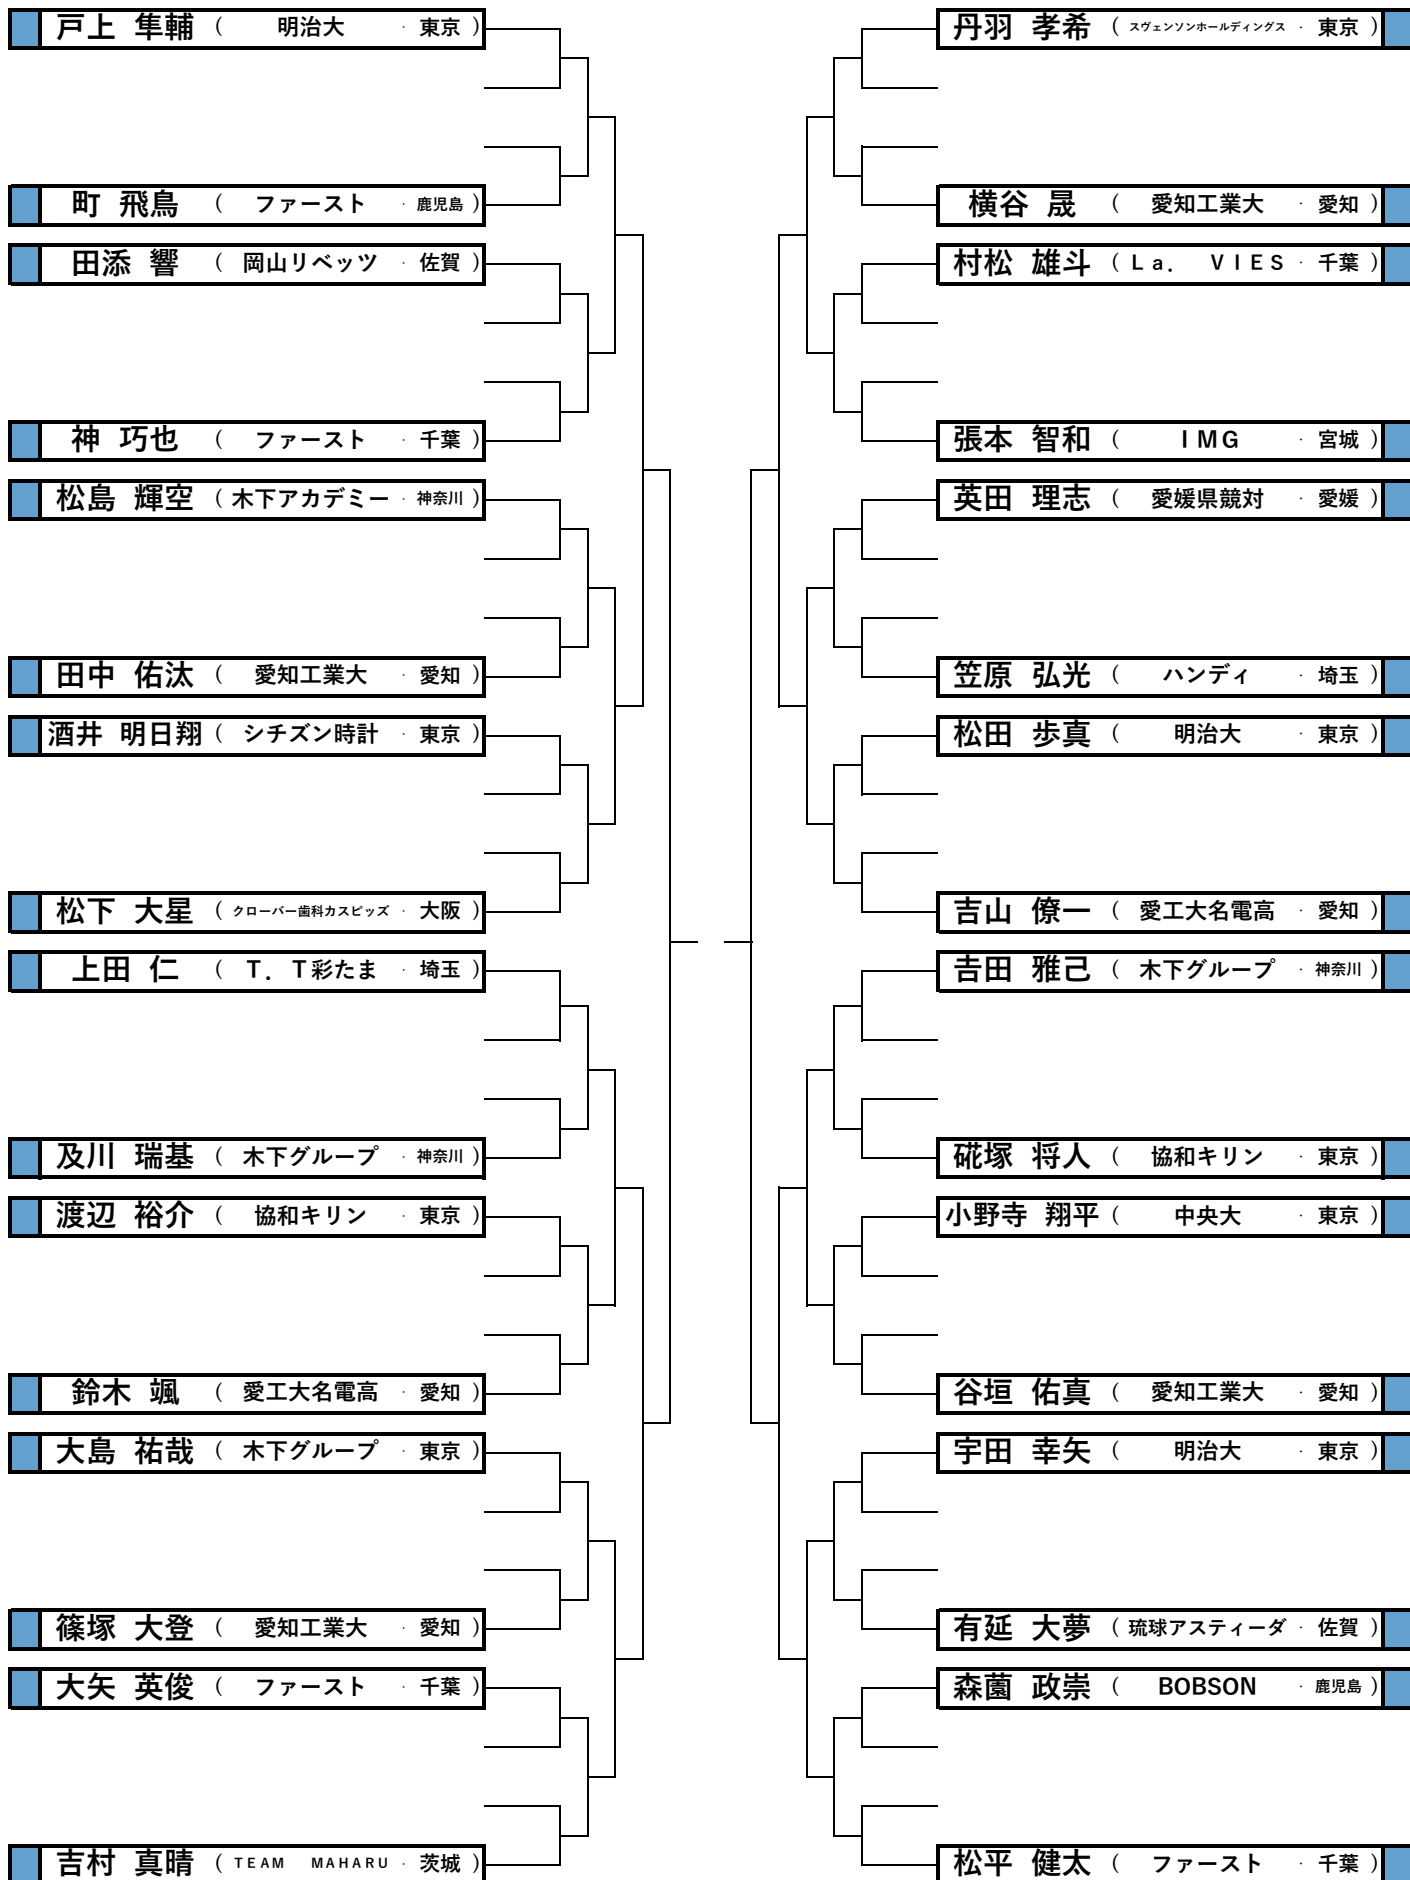 戸上 隼輔 ( 明治大 · 東京 )
町 飛鳥 ( ファースト · 鹿児島 )
田添 響 ( 岡山リベッツ · 佐賀 )
神 巧也 ( ファースト · 千葉 )
松島 輝空 ( 木下アカデミー · 神奈川 )
田中 佑汰 ( 愛知工業大 · 愛知 )
酒井 明日翔 ( シチズン時計 · 東京 )
松下 大星 ( クローバー歯科カスピッズ · 大阪 )
上田 仁 ( T．T彩たま · 埼玉 )
及川 瑞基 ( 木下グループ · 神奈川 )
渡辺 裕介 ( 協和キリン · 東京 )
鈴木 颯 ( 愛工大名電高 · 愛知 )
大島 祐哉 ( 木下グループ · 東京 )
篠塚 大登 ( 愛知工業大 · 愛知 )
大矢 英俊 ( ファースト · 千葉 )
吉村 真晴 ( TEAM MAHARU · 茨城 )
丹羽 孝希 ( スヴェンソンホールディングス · 東京 )
横谷 晟 ( 愛知工業大 · 愛知 )
村松 雄斗 ( La. VIES · 千葉 )
張本 智和 ( IMG · 宮城 )
英田 理志 ( 愛媛県競対 · 愛媛 )
笠原 弘光 ( ハンディ · 埼玉 )
松田 歩真 ( 明治大 · 東京 )
吉山 僚一 ( 愛工大名電高 · 愛知 )
𠮷田 雅己 ( 木下グループ · 神奈川 )
硴塚 将人 ( 協和キリン · 東京 )
小野寺 翔平 ( 中央大 · 東京 )
谷垣 佑真 ( 愛知工業大 · 愛知 )
宇田 幸矢 ( 明治大 · 東京 )
有延 大夢 ( 琉球アスティーダ · 佐賀 )
森薗 政崇 ( BOBSON · 鹿児島 )
松平 健太 ( ファースト · 千葉 )